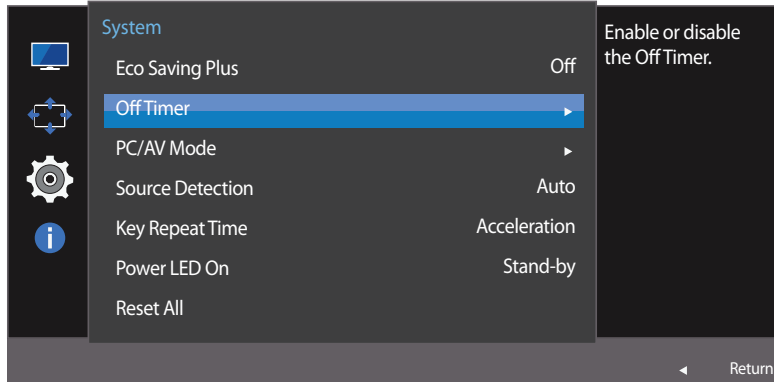 System
Eco Saving Plus Off
Off Timer ►
PC/AV Mode ►
Source Detection Auto
Key Repeat Time Acceleration
Power LED On Stand-by
Reset All
Enable or disable
the Off Timer.
◄ Return